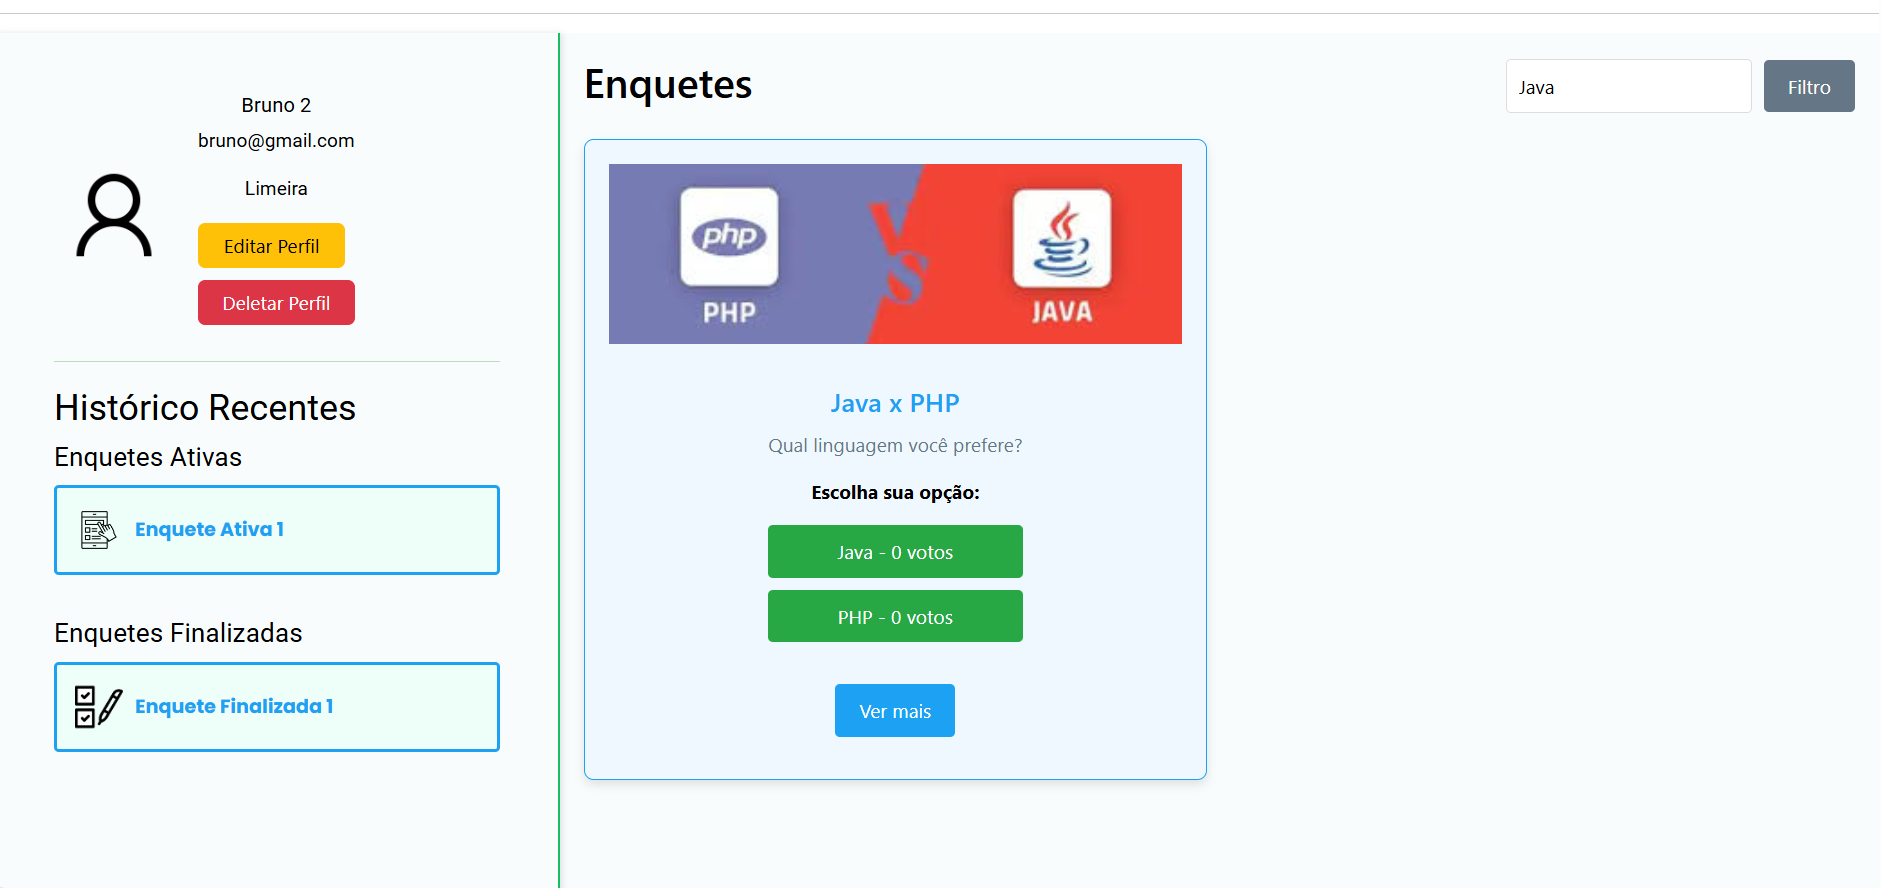 Bruno 2
bruno@gmail.com
Limeira
Editar Perfil
Deletar Perfil
Histórico Recentes
Enquetes Ativas
Enquete Ativa 1
Enquetes Finalizadas
Enquete Finalizada 1
Enquetes
Java
Filtro
php
VS
PHP
JAVA
Java x PHP
Qual linguagem você prefere?
Escolha sua opção:
Java - 0 votos
PHP - 0 votos
Ver mais